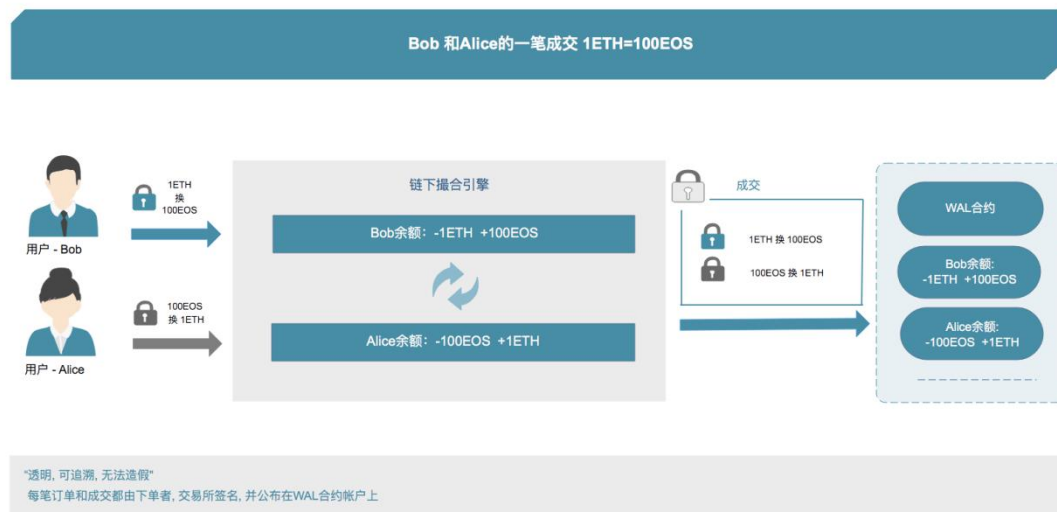 Bob 和Alice的一笔成交 1ETH=100EOS
1ETH
换
100EOS
用户 - Bob
100EOS
换 1ETH
用户 - Alice
链下撮合引擎
Bob余额: -1ETH +100EOS
Alice余额: -100EOS +1ETH
成交
1ETH 换 100EOS
100EOS 换 1ETH
WAL合约
Bob余额:
-1ETH +100EOS
Alice余额:
-100EOS +1ETH
"透明, 可追溯, 无法造假"
每笔订单和成交都由下单者, 交易所签名, 并公布在WAL合约帐户上